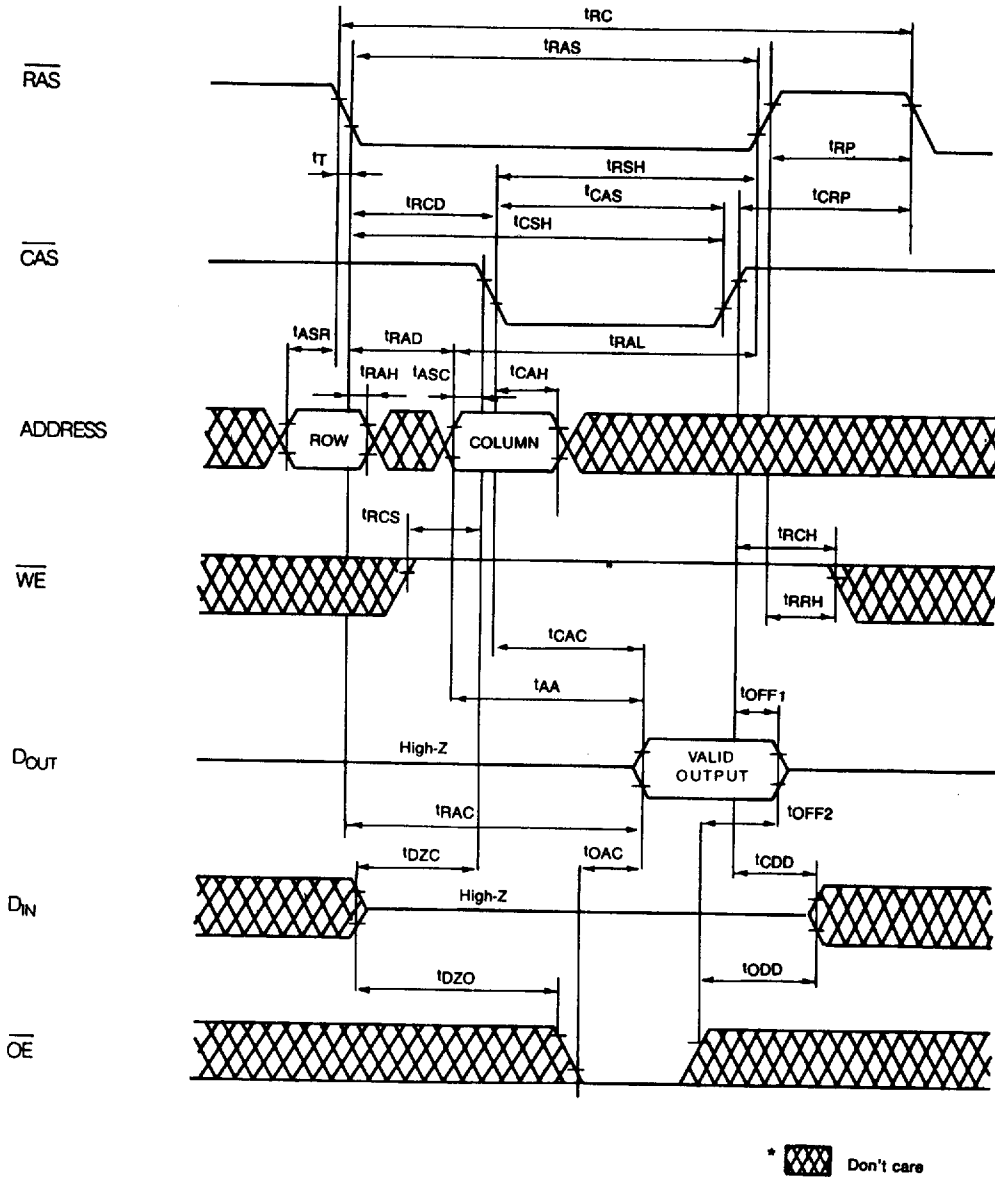 tRC
tRAS
RAS
tRP
tT
tRSH
tCAS
tRCD
tCRP
tCSH
CAS
tASR
tRAD
tRAL
tRAH
tASC
tCAH
ADDRESS
ROW
COLUMN
tRCS
tRCH
WE
*
tRRH
tCAC
tAA
tOFF1
DOUT
High-Z
VALID
OUTPUT
tRAC
tOFF2
tDZC
tOAC
tCDD
DIN
High-Z
tDZO
tODD
OE
* Don't care